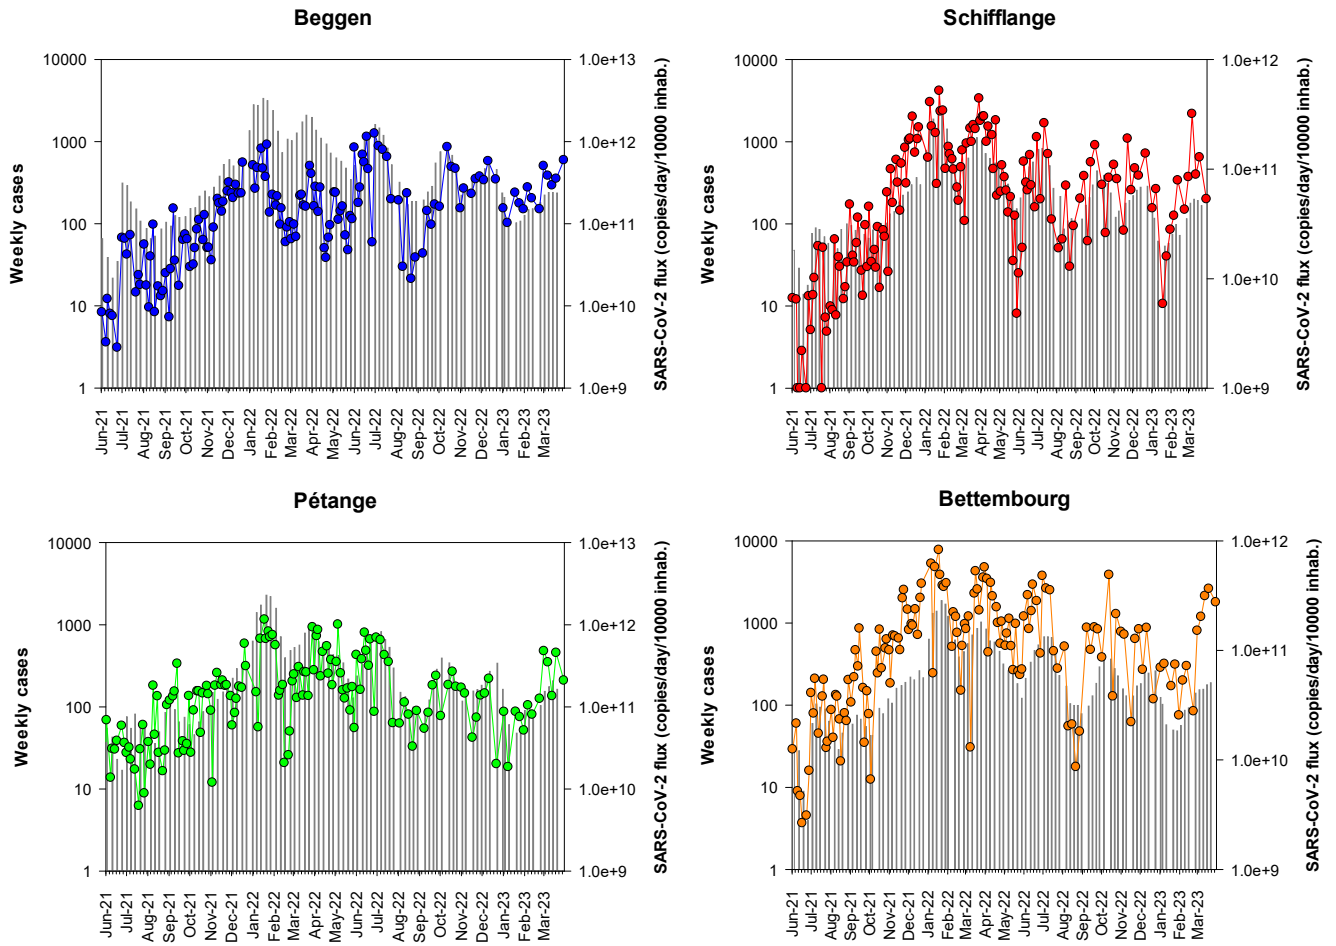 Beggen
10000
1000
100
10
1
Weekly cases
1.0e+13
1.0e+12
1.0e+11
1.0e+10
1.0e+9
SARS-CoV-2 flux (copies/day/10000 inhab.)
Jun-21
Jul-21
Aug-21
Sep-21
Oct-21
Nov-21
Dec-21
Jan-22
Feb-22
Mar-22
Apr-22
May-22
Jun-22
Jul-22
Aug-22
Sep-22
Oct-22
Nov-22
Dec-22
Jan-23
Feb-23
Mar-23
Schifflange
10000
1000
100
10
1
Weekly cases
1.0e+12
1.0e+11
1.0e+10
1.0e+9
SARS-CoV-2 flux (copies/day/10000 inhab.)
Jun-21
Jul-21
Aug-21
Sep-21
Oct-21
Nov-21
Dec-21
Jan-22
Feb-22
Mar-22
Apr-22
May-22
Jun-22
Jul-22
Aug-22
Sep-22
Oct-22
Nov-22
Dec-22
Jan-23
Feb-23
Mar-23
Pétange
10000
1000
100
10
1
Weekly cases
1.0e+13
1.0e+12
1.0e+11
1.0e+10
1.0e+9
SARS-CoV-2 flux (copies/day/10000 inhab.)
Jun-21
Jul-21
Aug-21
Sep-21
Oct-21
Nov-21
Dec-21
Jan-22
Feb-22
Mar-22
Apr-22
May-22
Jun-22
Jul-22
Aug-22
Sep-22
Oct-22
Nov-22
Dec-22
Jan-23
Feb-23
Mar-23
Bettembourg
10000
1000
100
10
1
Weekly cases
1.0e+12
1.0e+11
1.0e+10
1.0e+9
SARS-CoV-2 flux (copies/day/10000 inhab.)
Jun-21
Jul-21
Aug-21
Sep-21
Oct-21
Nov-21
Dec-21
Jan-22
Feb-22
Mar-22
Apr-22
May-22
Jun-22
Jul-22
Aug-22
Sep-22
Oct-22
Nov-22
Dec-22
Jan-23
Feb-23
Mar-23